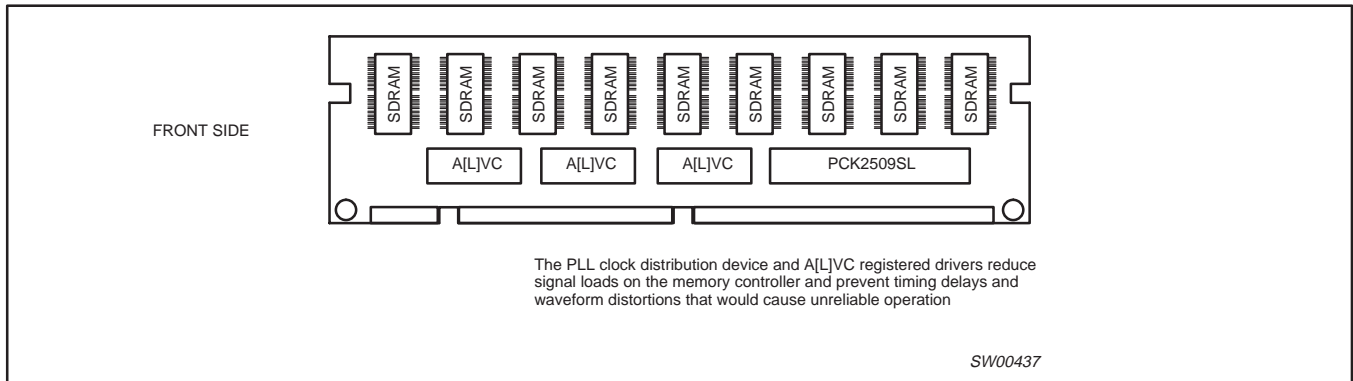 SDRAM SDRAM SDRAM SDRAM SDRAM SDRAM SDRAM SDRAM SDRAM
FRONT SIDE
A[L]VC A[L]VC A[L]VC PCK2509SL
The PLL clock distribution device and A[L]VC registered drivers reduce
signal loads on the memory controller and prevent timing delays and
waveform distortions that would cause unreliable operation
SW00437